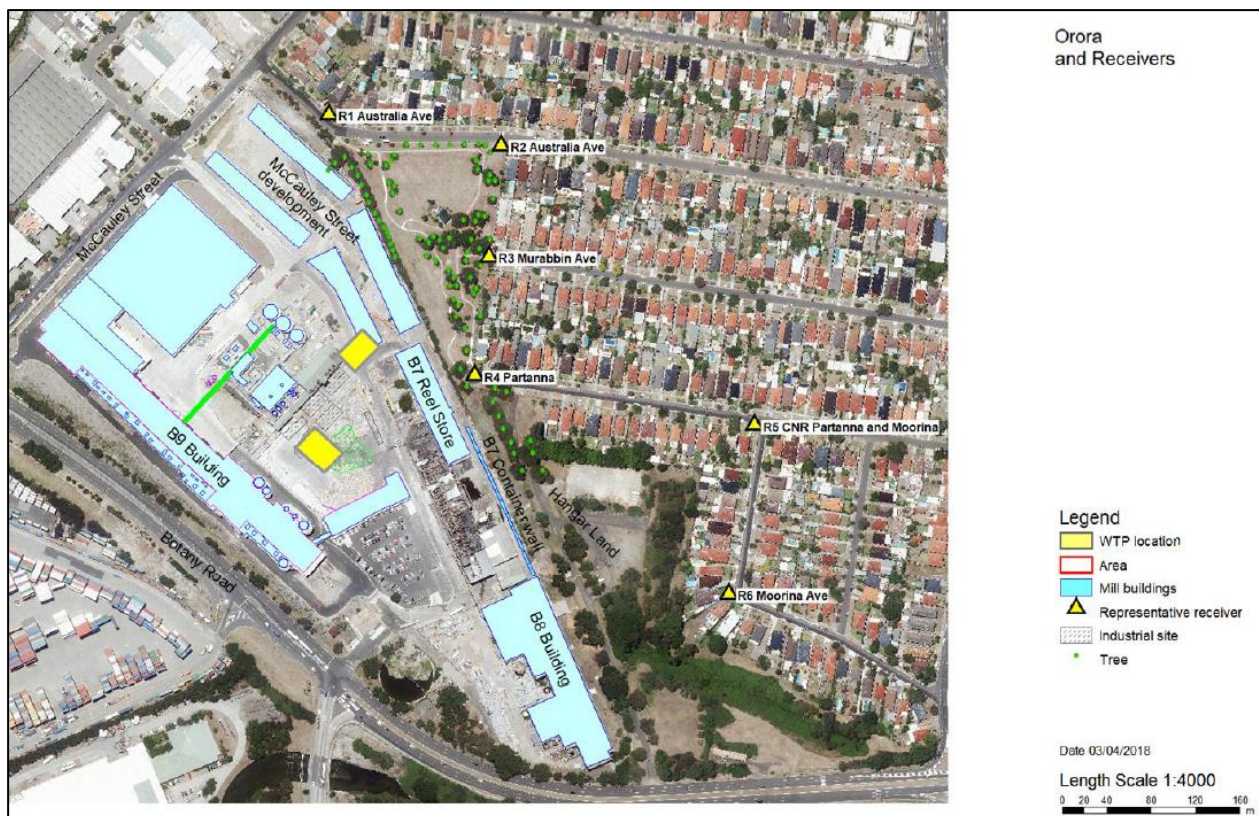 Orora
and Receivers
R1 Australia Ave
R2 Australia Ave
McCauley Street
McCauley Street
development
R3 Murabbin Ave
R4 Partanna
B7 Reel Store
R5 CNR Partanna and Moorina
B9 Building
B7 Container wall
Hangar Land
Botany Road
R6 Moorina Ave
B8 Building
Legend
WTP location
Area
Mill buildings
Representative receiver
Industrial site
Tree
Date 03/04/2018
Length Scale 1:4000
0 20 40 80 120 160
m